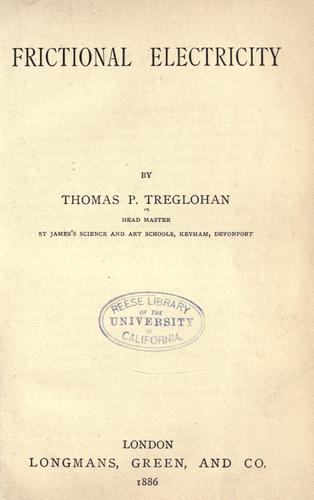 FRICTIONAL ELECTRICITY
BY
THOMAS P. TREGLOHAN
HEAD MASTER
ST JAMES'S SCIENCE AND ART SCHOOLS, KEYHAM, DEVONPORT
REESE LIBRARY
OF THE
UNIVERSITY
OF
CALIFORNIA.
LONDON
LONGMANS, GREEN, AND CO.
1886